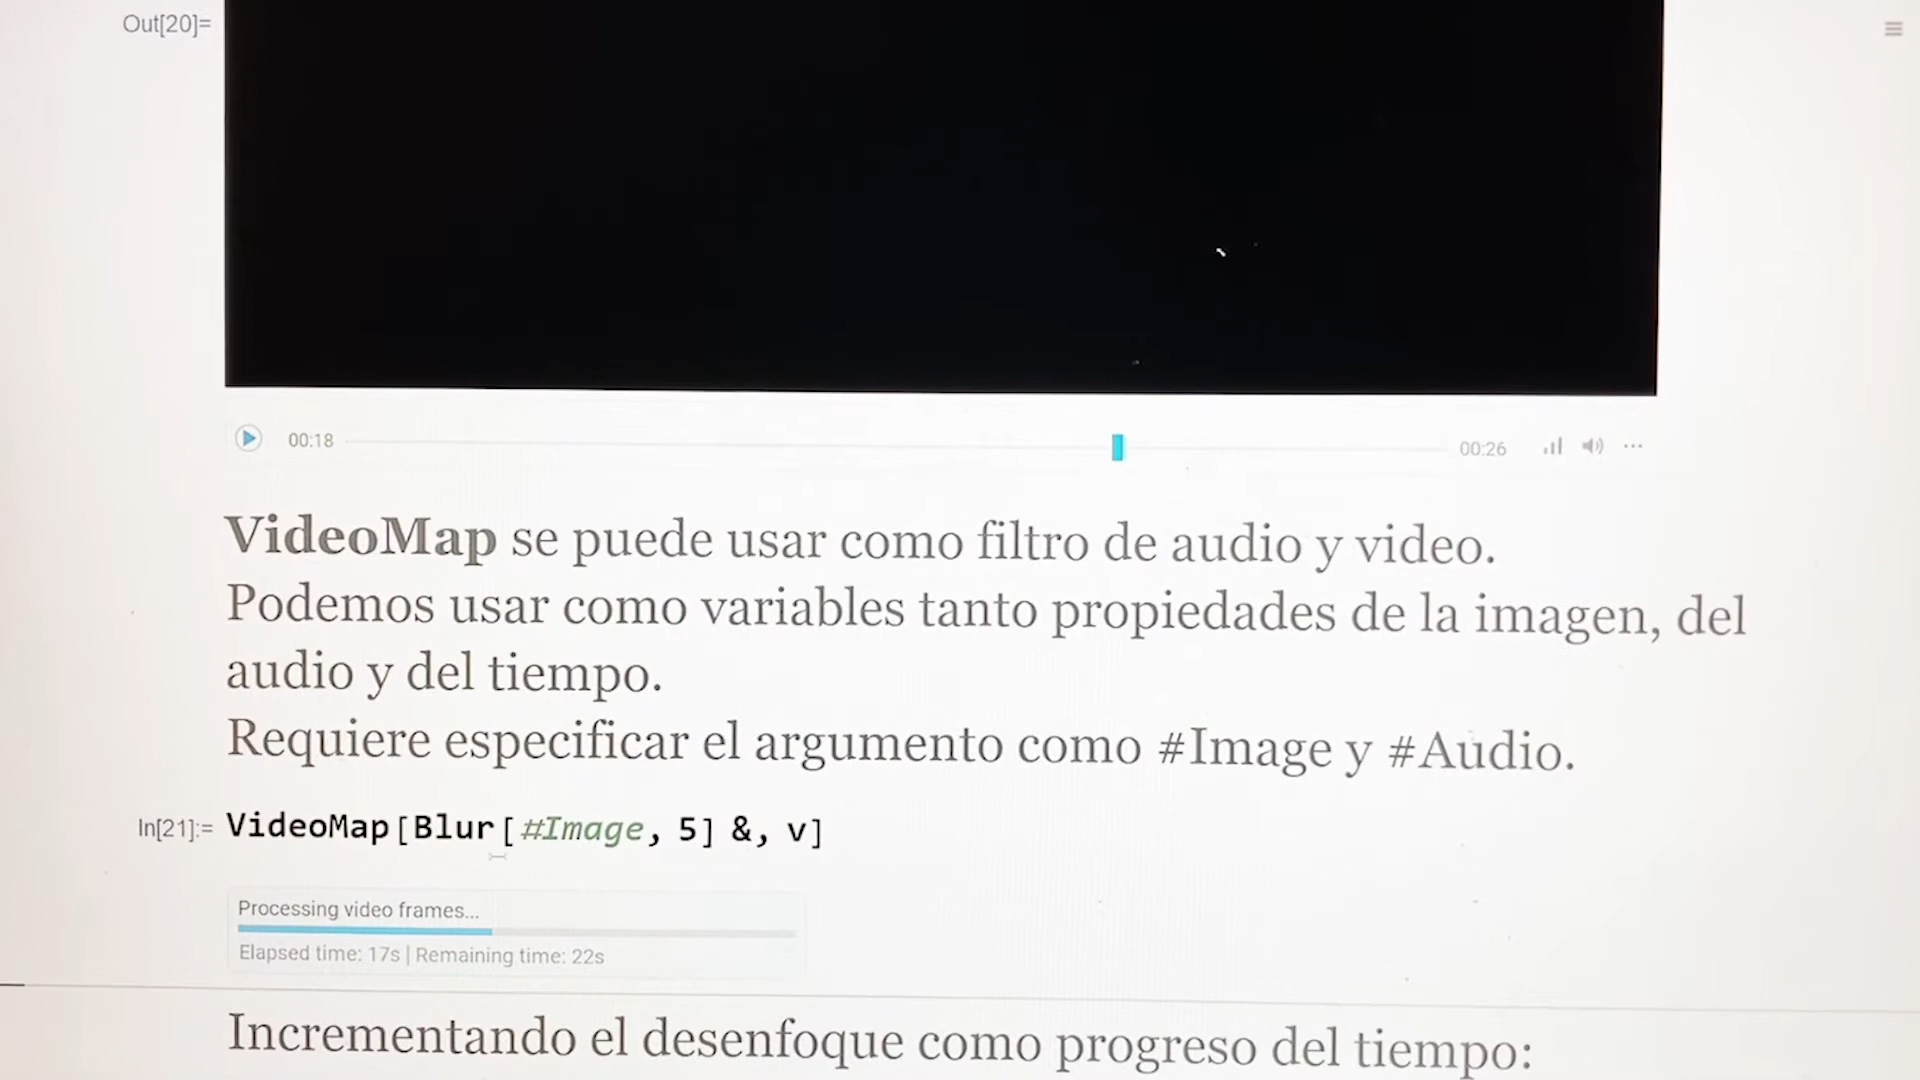 Out[20]=
00:18
00:26
VideoMap se puede usar como filtro de audio y video.
Podemos usar como variables tanto propiedades de la imagen, del
audio y del tiempo.
Requiere especificar el argumento como #Image y #Audio.
In[21]:= VideoMap[Blur[#Image, 5] &, v]
Processing video frames...
Elapsed time: 17s | Remaining time: 22s
Incrementando el desenfoque como progreso del tiempo: